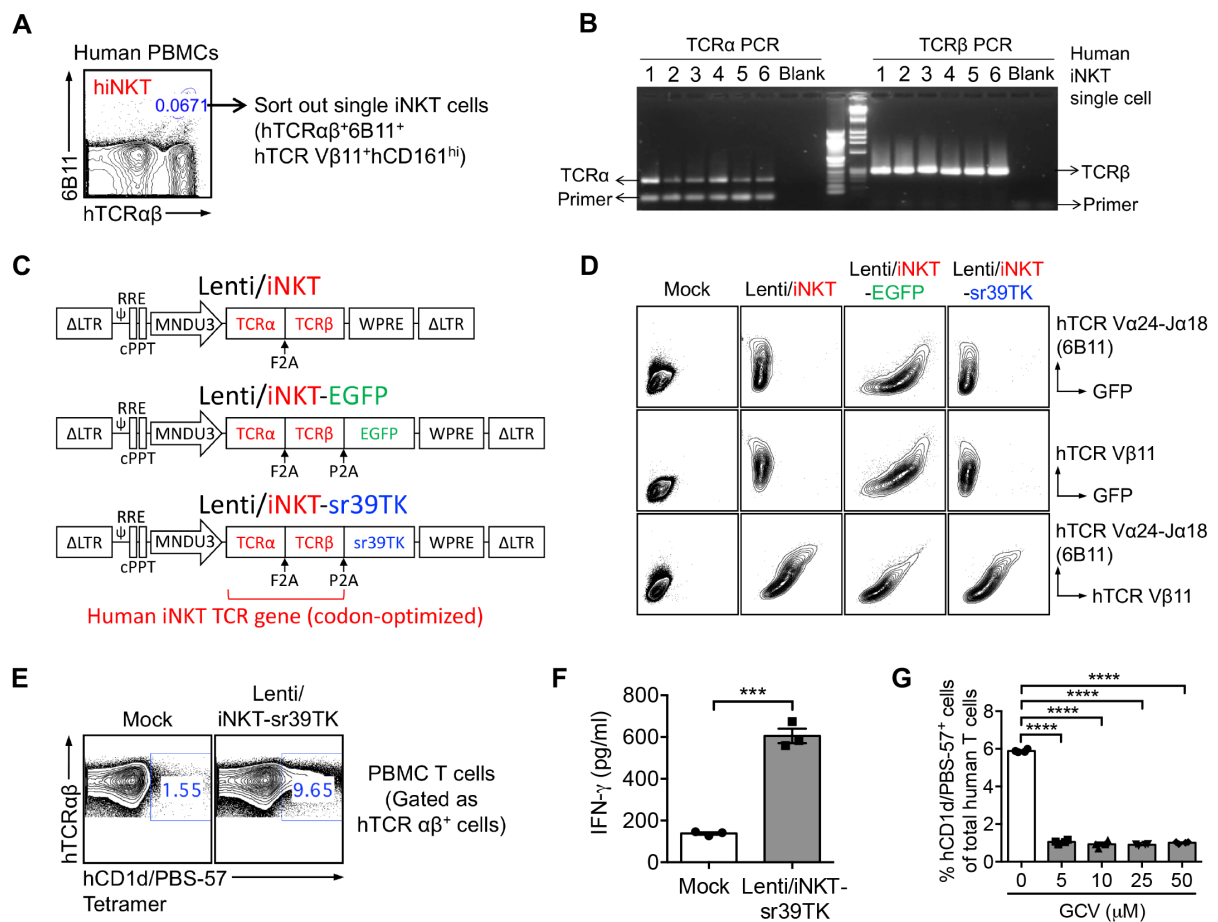 A
Human PBMCs
hiNKT
0.0671
6B11
hTCRαβ
Sort out single iNKT cells
(hTCRαβ⁺6B11⁺
hTCR Vβ11⁺hCD161ʰⁱ)
B
TCRα PCR
TCRβ PCR
1 2 3 4 5 6 Blank
1 2 3 4 5 6 Blank
Human
iNKT
single cell
TCRα
Primer
TCRβ
Primer
C
Lenti/iNKT
ΔLTR ψ RRE cPPT MNDU3 TCRα TCRβ WPRE ΔLTR
F2A
Lenti/iNKT-EGFP
ΔLTR ψ RRE cPPT MNDU3 TCRα TCRβ EGFP WPRE ΔLTR
F2A P2A
Lenti/iNKT-sr39TK
ΔLTR ψ RRE cPPT MNDU3 TCRα TCRβ sr39TK WPRE ΔLTR
F2A P2A
Human iNKT TCR gene (codon-optimized)
D
Mock
Lenti/iNKT
Lenti/iNKT
-EGFP
Lenti/iNKT
-sr39TK
hTCR Vα24-Jα18
(6B11)
GFP
hTCR Vβ11
GFP
hTCR Vα24-Jα18
(6B11)
hTCR Vβ11
E
Mock
Lenti/
iNKT-sr39TK
1.55
9.65
hTCRαβ
hCD1d/PBS-57
Tetramer
PBMC T cells
(Gated as
hTCR αβ⁺ cells)
F
IFN-γ (pg/ml)
800
600
400
200
0
***
Mock
Lenti/iNKT-
sr39TK
G
% hCD1d/PBS-57⁺ cells
of total human T cells
8
6
4
2
0
****
****
****
****
0 5 10 25 50
GCV (μM)